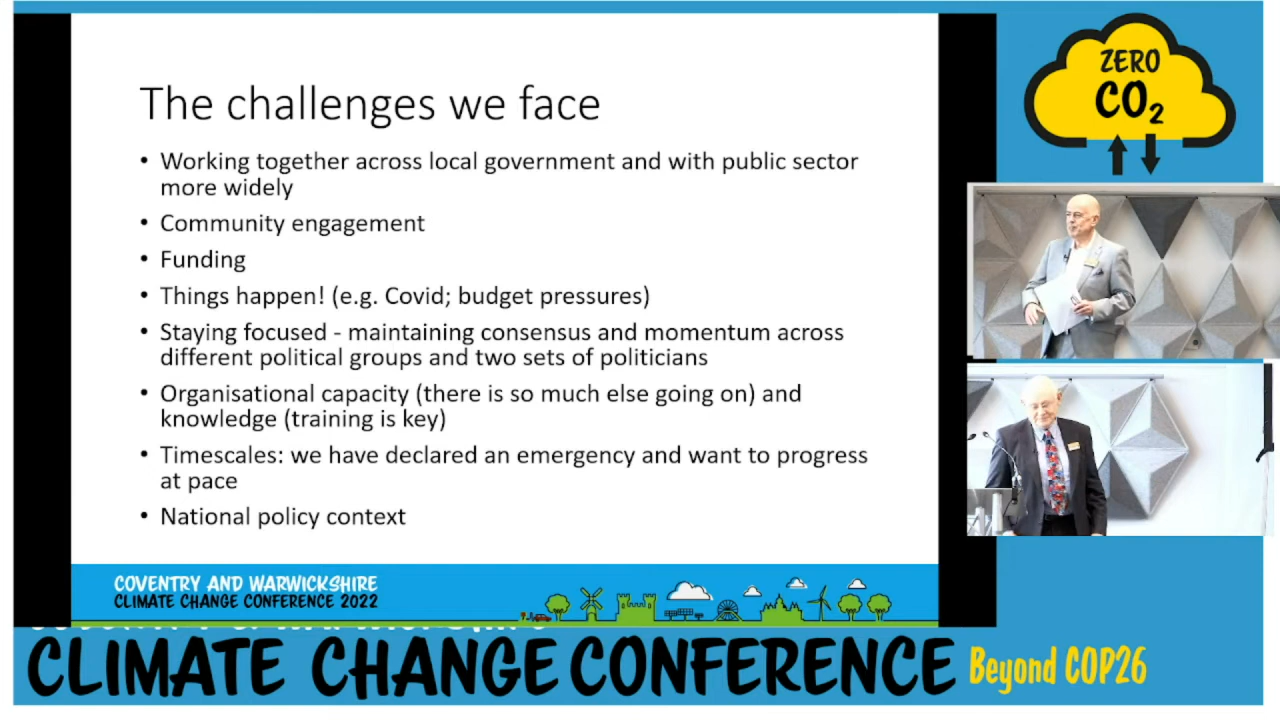 The challenges we face
• Working together across local government and with public sector
more widely
• Community engagement
• Funding
• Things happen! (e.g. Covid; budget pressures)
• Staying focused - maintaining consensus and momentum across
different political groups and two sets of politicians
• Organisational capacity (there is so much else going on) and
knowledge (training is key)
• Timescales: we have declared an emergency and want to progress
at pace
• National policy context
COVENTRY AND WARWICKSHIRE
CLIMATE CHANGE CONFERENCE 2022
ZERO
CO₂
CLIMATE CHANGE CONFERENCE Beyond COP26